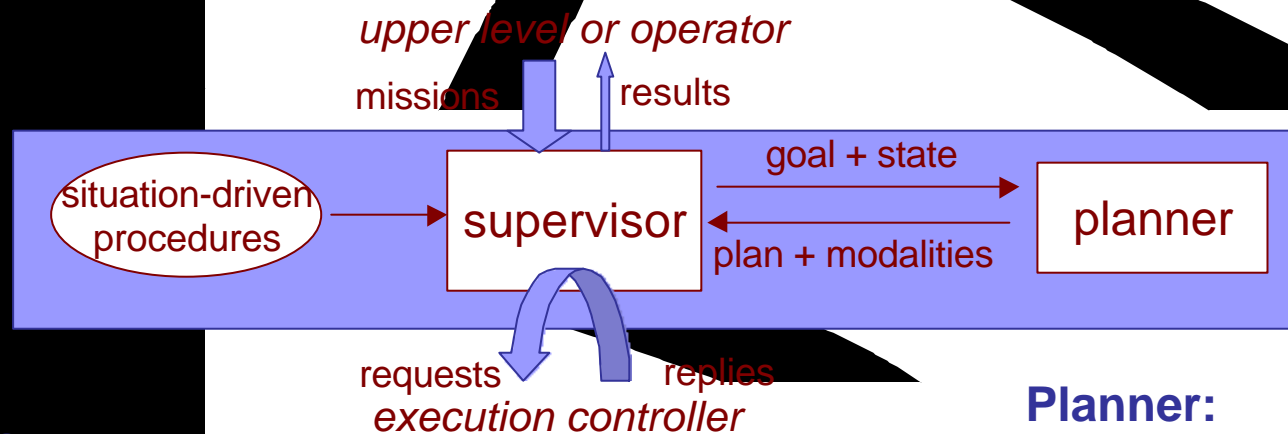 upper level or operator
missions
results
situation-driven
procedures
supervisor
goal + state
plan + modalities
planner
requests
replies
execution controller
Planner: